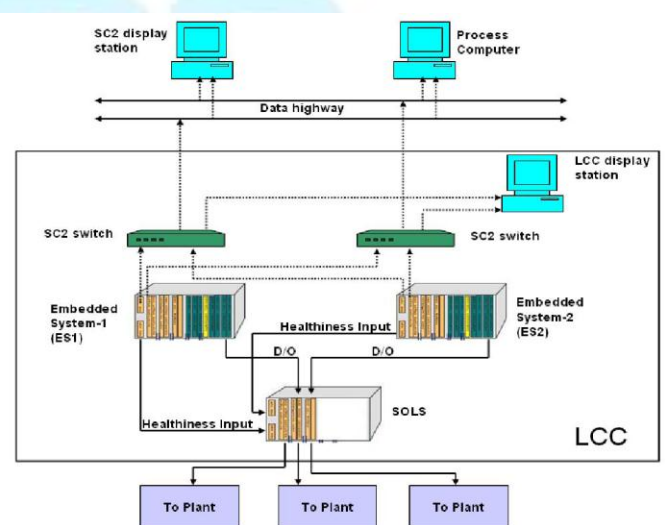 SC2 display
station
Process
Computer
Data highway
LCC display
station
SC2 switch
SC2 switch
Embedded
System-1
(ES1)
Embedded
System-2
(ES2)
Healthiness Input
D/O
D/O
SOLS
Healthiness Input
LCC
To Plant
To Plant
To Plant